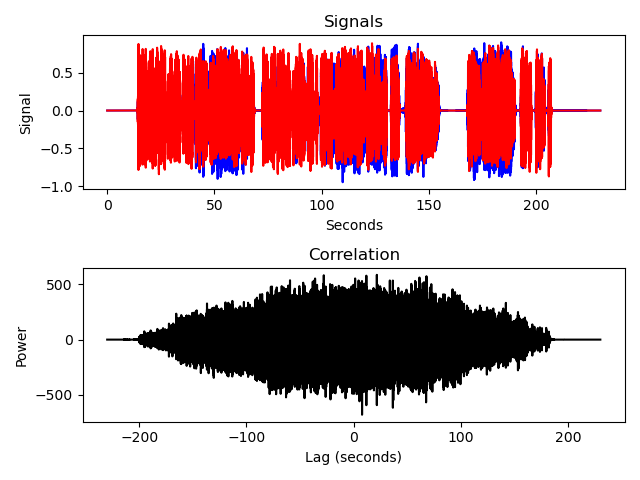 Signals
0.5
0.0
−0.5
−1.0
Signal
0 50 100 150 200
Seconds
Correlation
500
0
−500
Power
−200 −100 0 100 200
Lag (seconds)